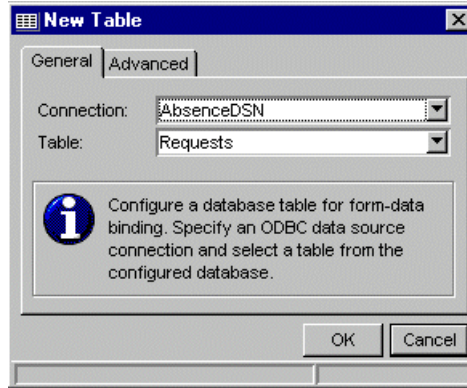 New Table
General Advanced
Connection: AbsenceDSN
Table: Requests
Configure a database table for form-data
binding. Specify an ODBC data source
connection and select a table from the
configured database.
OK Cancel